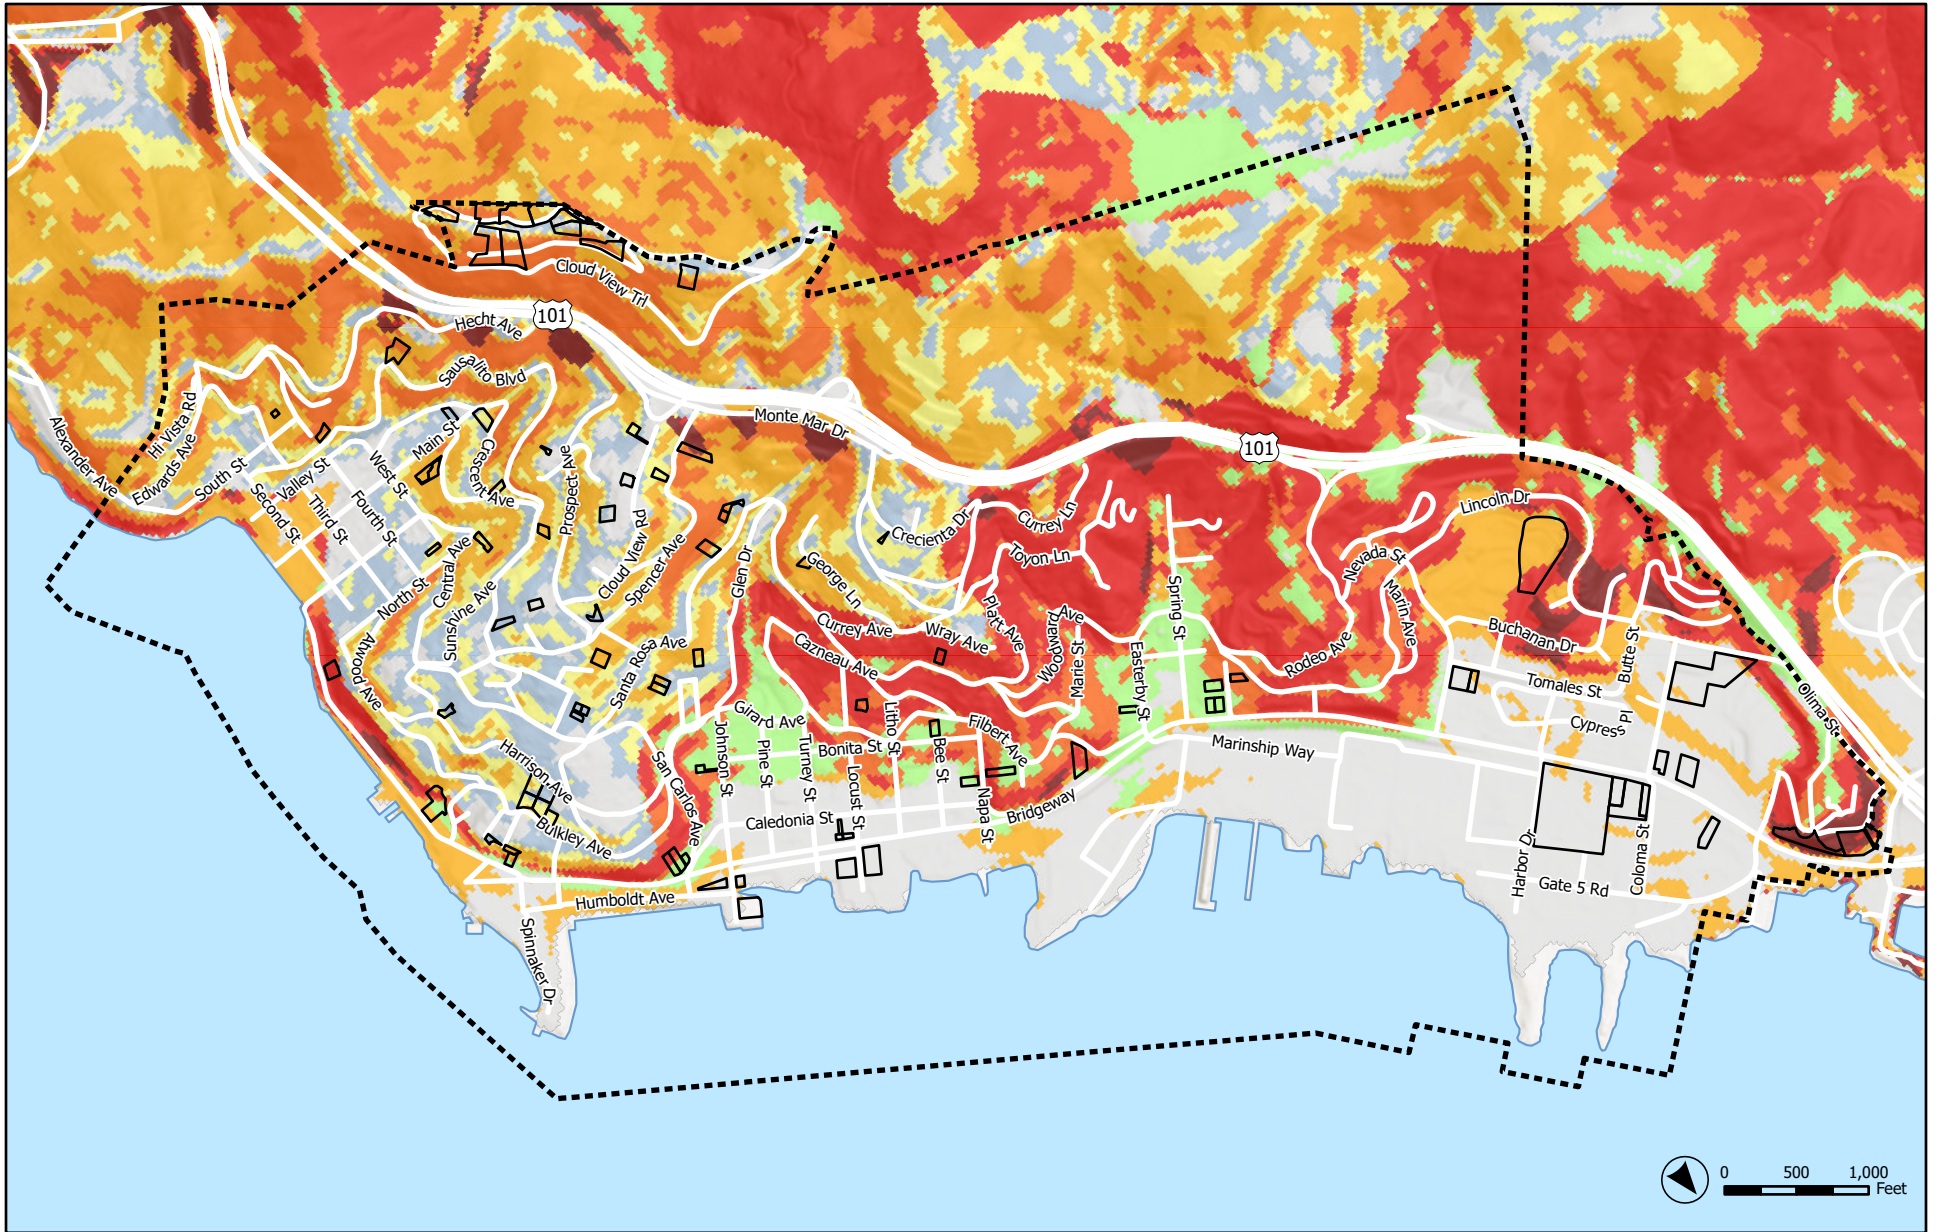 Cloud View Trl
101
Hecht Ave
Sausalito Blvd
Monte Mar Dr
101
Hi Vista Rd
Alexander Ave
Edwards Ave
South St
Valley St
Second St
Third St
Fourth St
West St
Main St
Crescent Ave
Prospect Ave
Cloud View Rd
Spencer Ave
Central Ave
North St
Sunshine Ave
Atwood Ave
Santa Rosa Ave
Glen Dr
George Ln
Crecienta Dr
Currey Ln
Toyon Ln
Lincoln Dr
Nevada St
Marin Ave
Rodeo Ave
Spring St
Platt Ave
Woodward Ave
Marie St
Easterby St
Currey Ave
Wray Ave
Cazneau Ave
Buchanan Dr
Butte St
Tomales St
Cypress Pl
Olima St
Girard Ave
Johnson St
Pine St
Turney St
Bonita St
Locust St
Litho St
Bee St
Filbert Ave
Napa St
Marinship Way
Bridgeway
Caledonia St
San Carlos Ave
Harrison Ave
Bulkley Ave
Humboldt Ave
Spinnaker Dr
Harbor Dr
Gate 5 Rd
Coloma St
0 500 1,000
Feet